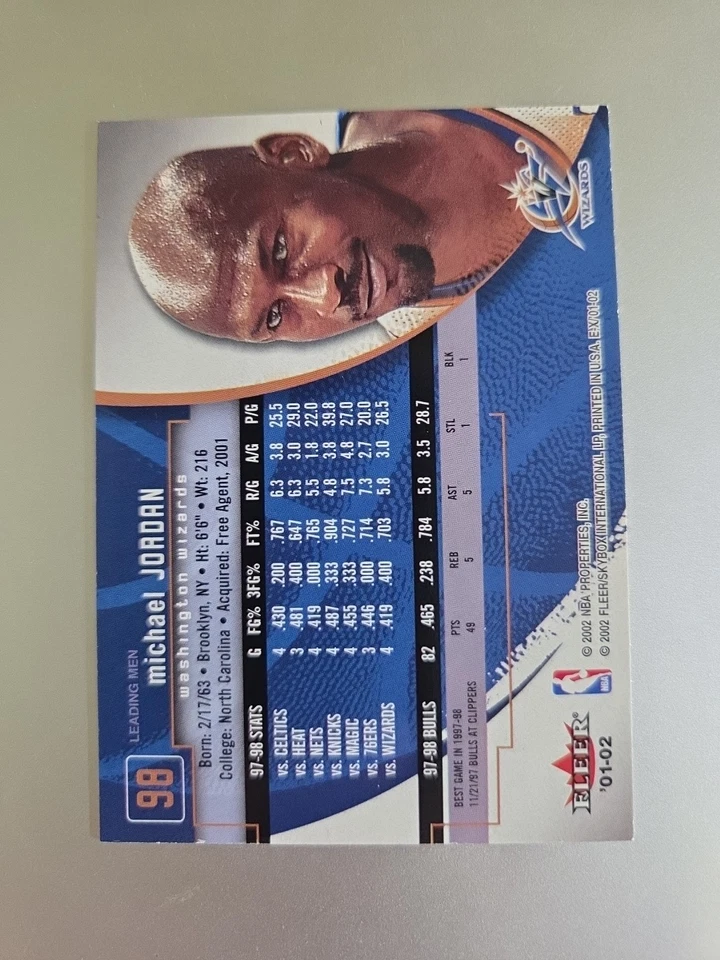 98
LEADING MEN
michael JORDAN
washington wizards
Born: 2/17/63 • Brooklyn, NY • Ht: 6'6" • Wt: 216
College: North Carolina • Acquired: Free Agent, 2001
97-98 STATS G FG% 3FG% FT% R/G A/G P/G
vs. CELTICS 4 .430 .200 .767 6.3 3.8 25.5
vs. HEAT 3 .481 .400 .647 6.3 3.0 29.0
vs. NETS 4 .419 .000 .765 5.5 1.8 22.0
vs. KNICKS 4 .487 .333 .904 4.8 3.8 39.8
vs. MAGIC 4 .455 .333 .727 7.5 4.8 27.0
vs. 76ERS 3 .446 .000 .714 7.3 2.7 20.0
vs. WIZARDS 4 .419 .400 .703 5.8 3.0 26.5
97-98 BULLS 82 .465 .238 .784 5.8 3.5 28.7
BEST GAME IN 1997-98 PTS REB AST STL BLK
11/21/97 BULLS AT CLIPPERS 49 5 5 1 1
WIZARDS
FLEER
'01-02
NBA
© 2002 NBA PROPERTIES, INC.
© 2002 FLEER/SKYBOX INTERNATIONAL LP, PRINTED IN U.S.A. E-X/'01-02